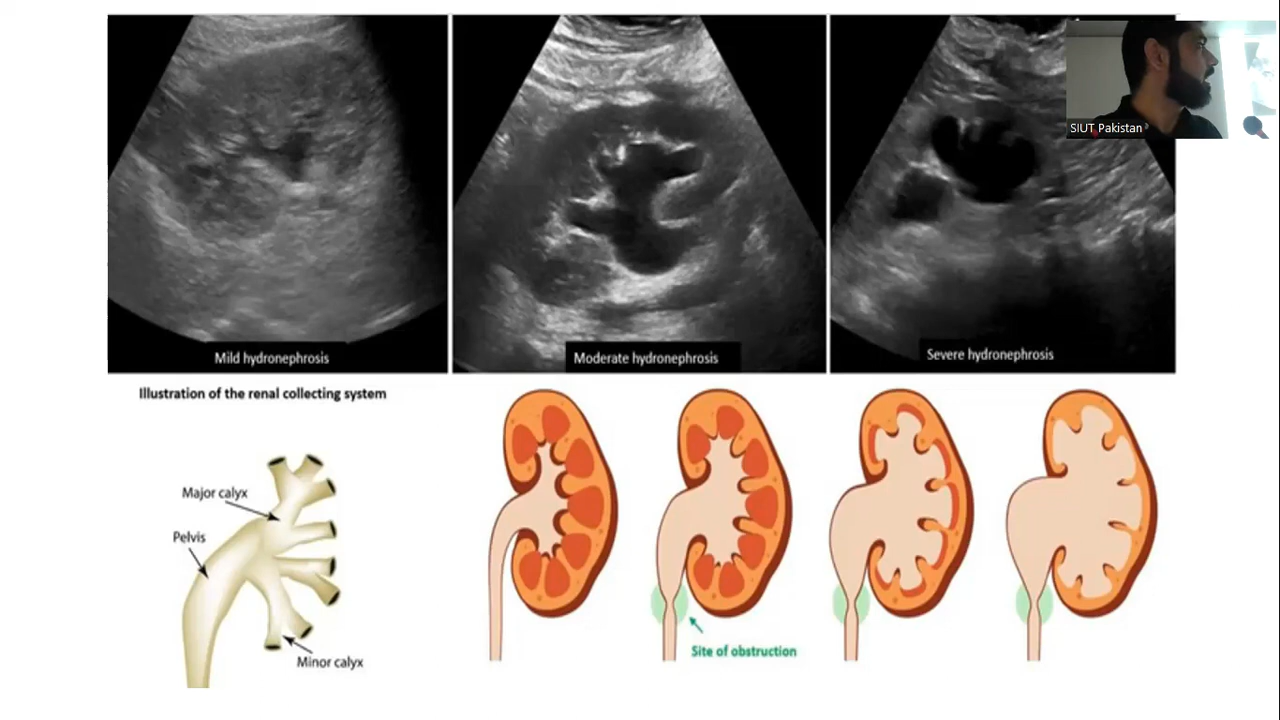 SIUT Pakistan
Mild hydronephrosis
Moderate hydronephrosis
Severe hydronephrosis
Illustration of the renal collecting system
Major calyx
Pelvis
Minor calyx
Site of obstruction